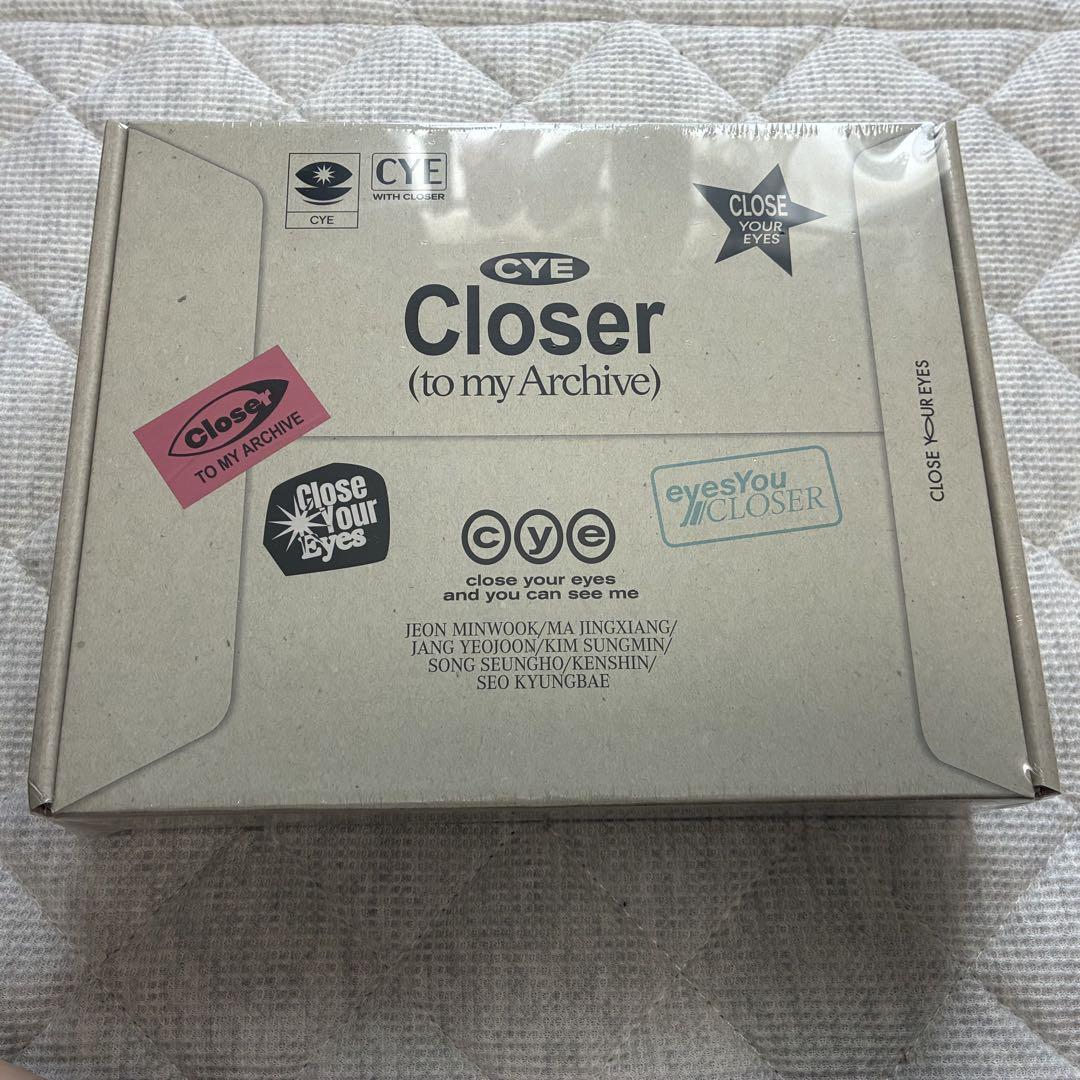 CYE
CYE
WITH CLOSER
CLOSE
YOUR
EYES
CYE
Closer
(to my Archive)
CLOSE YOUR EYES
Closer
TO MY ARCHIVE
Close
Your
Eyes
eyesYou
CLOSER
cye
close your eyes
and you can see me
JEON MINWOOK/MA JINGXIANG/
JANG YEOJOON/KIM SUNGMIN/
SONG SEUNGHO/KENSHIN/
SEO KYUNGBAE